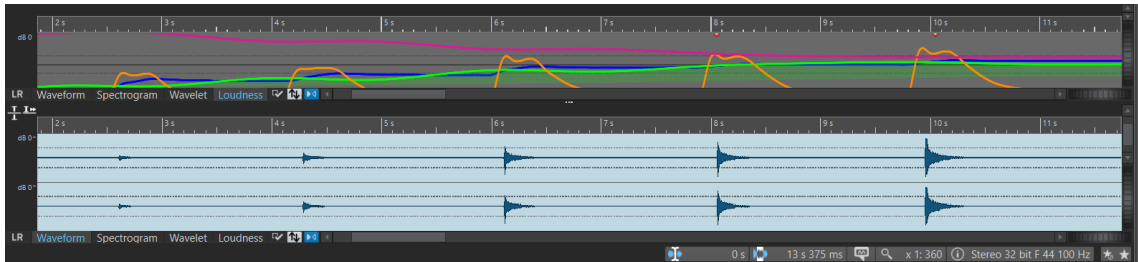 2 s 3 s 4 s 5 s 6 s 7 s 8 s 9 s 10 s 11 s
dB 0
LR Waveform Spectrogram Wavelet Loudness
2 s 3 s 4 s 5 s 6 s 7 s 8 s 9 s 10 s 11 s
dB 0
dB 0
LR Waveform Spectrogram Wavelet Loudness
0 s 13 s 375 ms x 1: 360 Stereo 32 bit F 44 100 Hz